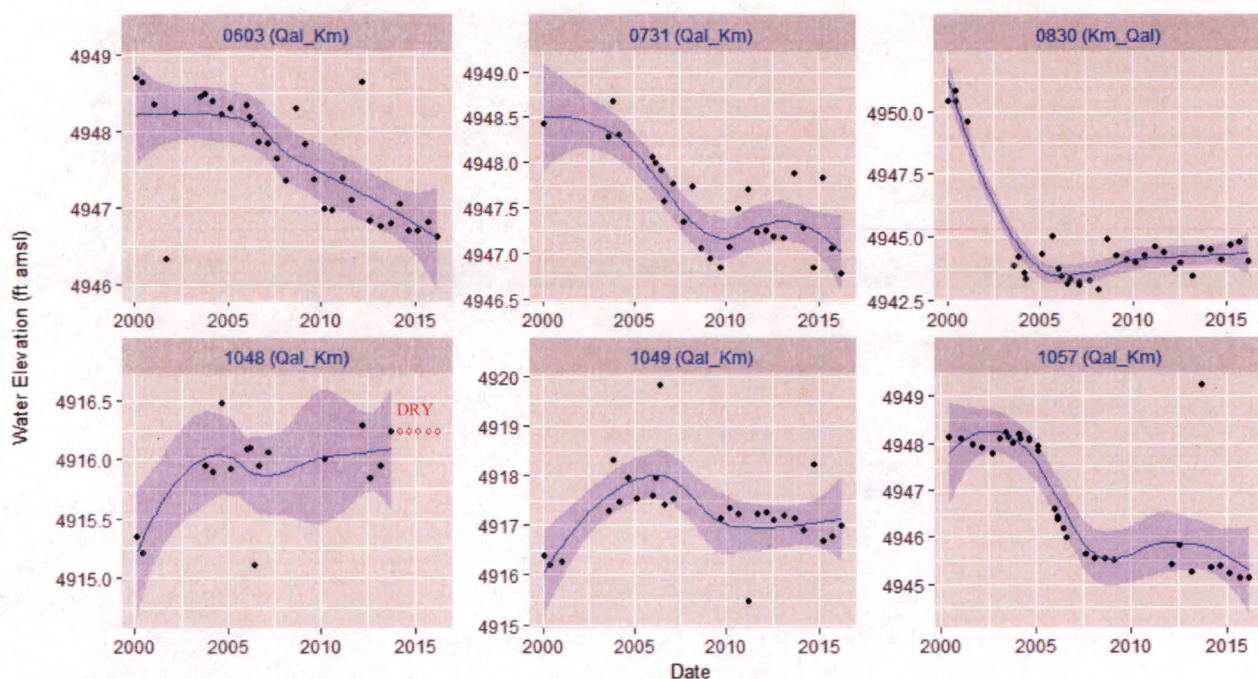 0603 (Qal_Km)
4949
4948
4947
4946
2000 2005 2010 2015
0731 (Qal_Km)
4949.0
4948.5
4948.0
4947.5
4947.0
4946.5
2000 2005 2010 2015
0830 (Km_Qal)
4950.0
4947.5
4945.0
4942.5
2000 2005 2010 2015
Water Elevation (ft amsl)
1048 (Qal_Km)
4916.5
4916.0
4915.5
4915.0
DRY
2000 2005 2010 2015
1049 (Qal_Km)
4920
4919
4918
4917
4916
4915
2000 2005 2010 2015
1057 (Qal_Km)
4949
4948
4947
4946
4945
2000 2005 2010 2015
Date